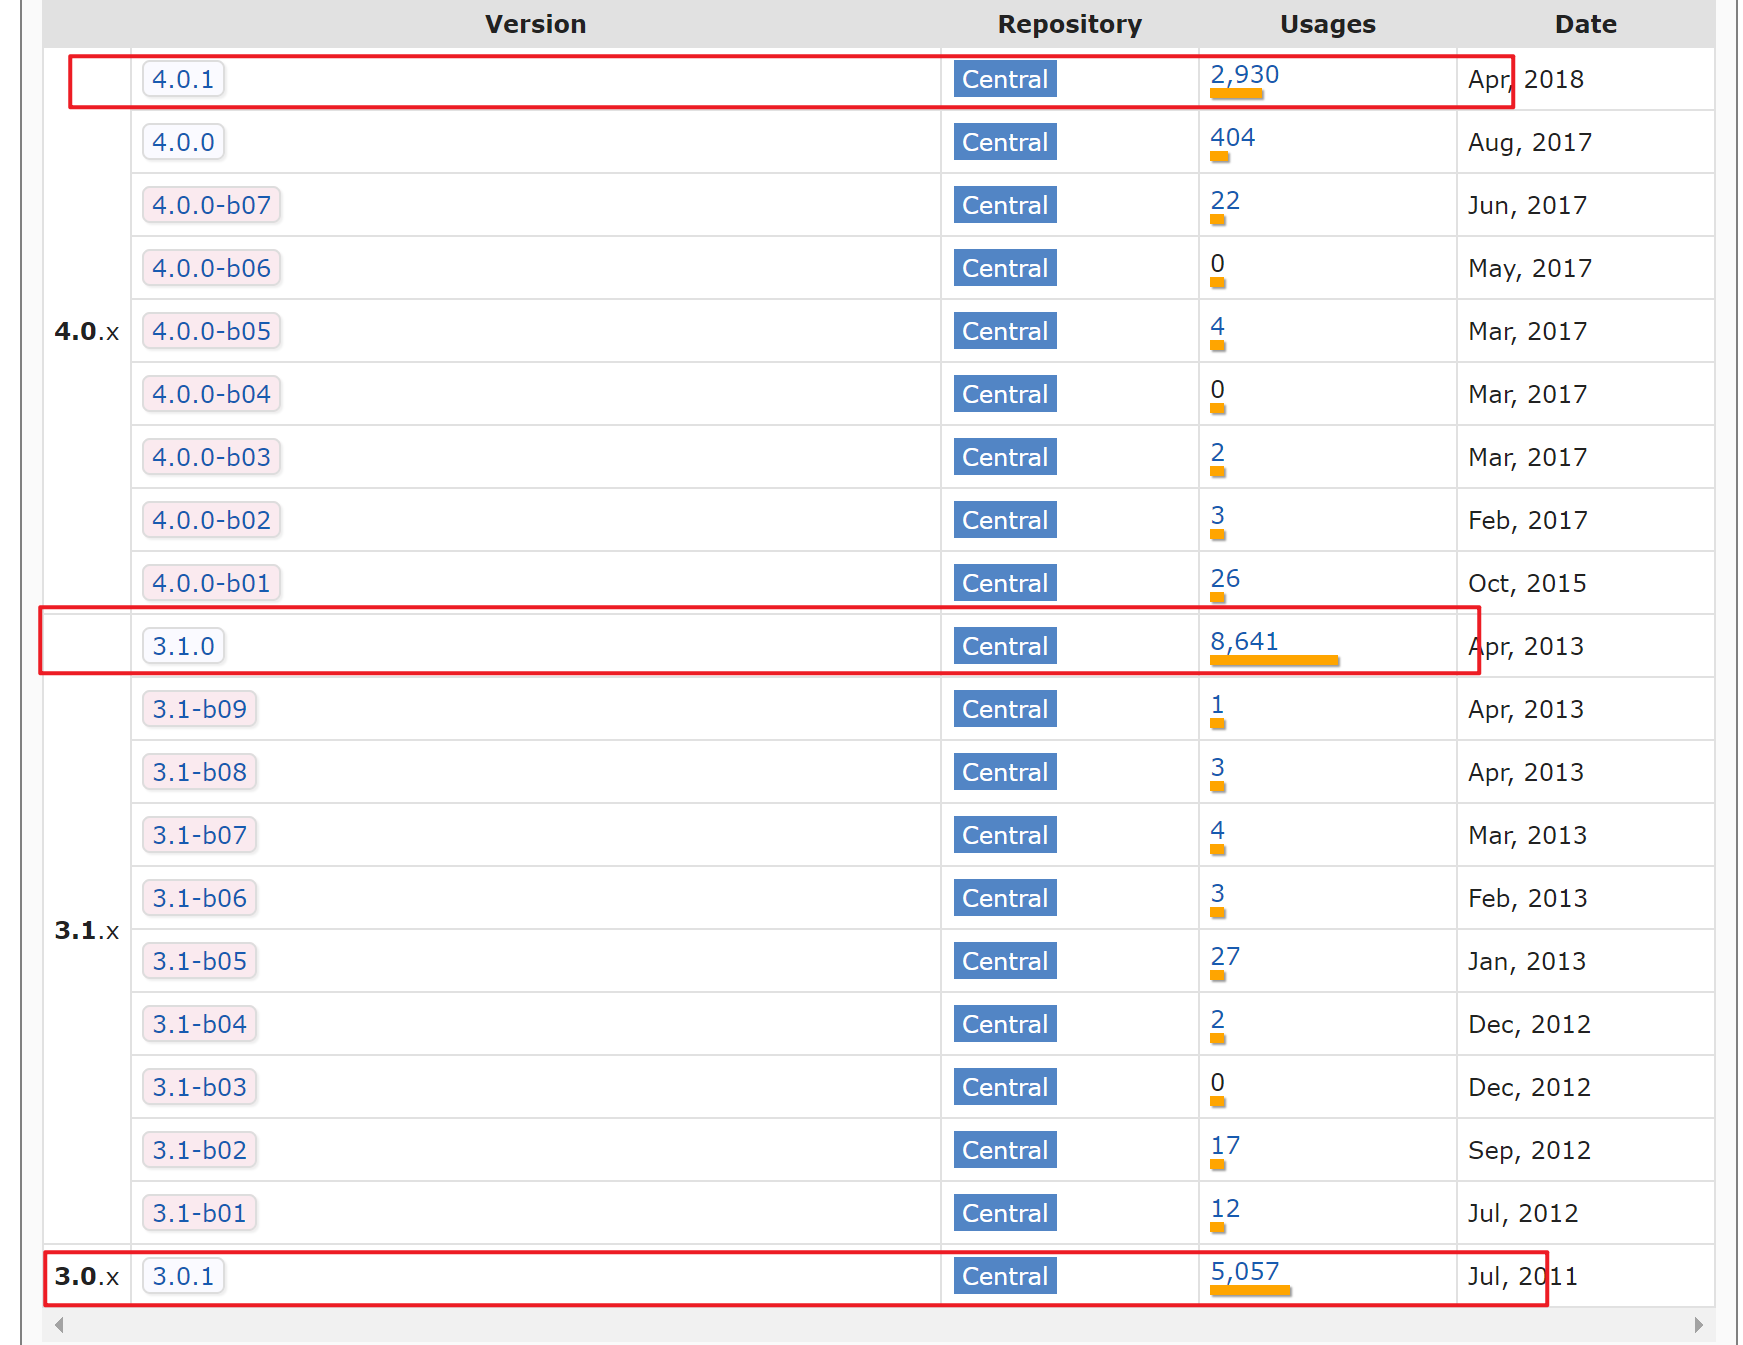 Version Repository Usages Date
4.0.1 Central 2,930 Apr, 2018
4.0.0 Central 404 Aug, 2017
4.0.0-b07 Central 22 Jun, 2017
4.0.0-b06 Central 0 May, 2017
4.0.x 4.0.0-b05 Central 4 Mar, 2017
4.0.0-b04 Central 0 Mar, 2017
4.0.0-b03 Central 2 Mar, 2017
4.0.0-b02 Central 3 Feb, 2017
4.0.0-b01 Central 26 Oct, 2015
3.1.0 Central 8,641 Apr, 2013
3.1-b09 Central 1 Apr, 2013
3.1-b08 Central 3 Apr, 2013
3.1-b07 Central 4 Mar, 2013
3.1-b06 Central 3 Feb, 2013
3.1.x
3.1-b05 Central 27 Jan, 2013
3.1-b04 Central 2 Dec, 2012
3.1-b03 Central 0 Dec, 2012
3.1-b02 Central 17 Sep, 2012
3.1-b01 Central 12 Jul, 2012
3.0.x 3.0.1 Central 5,057 Jul, 2011